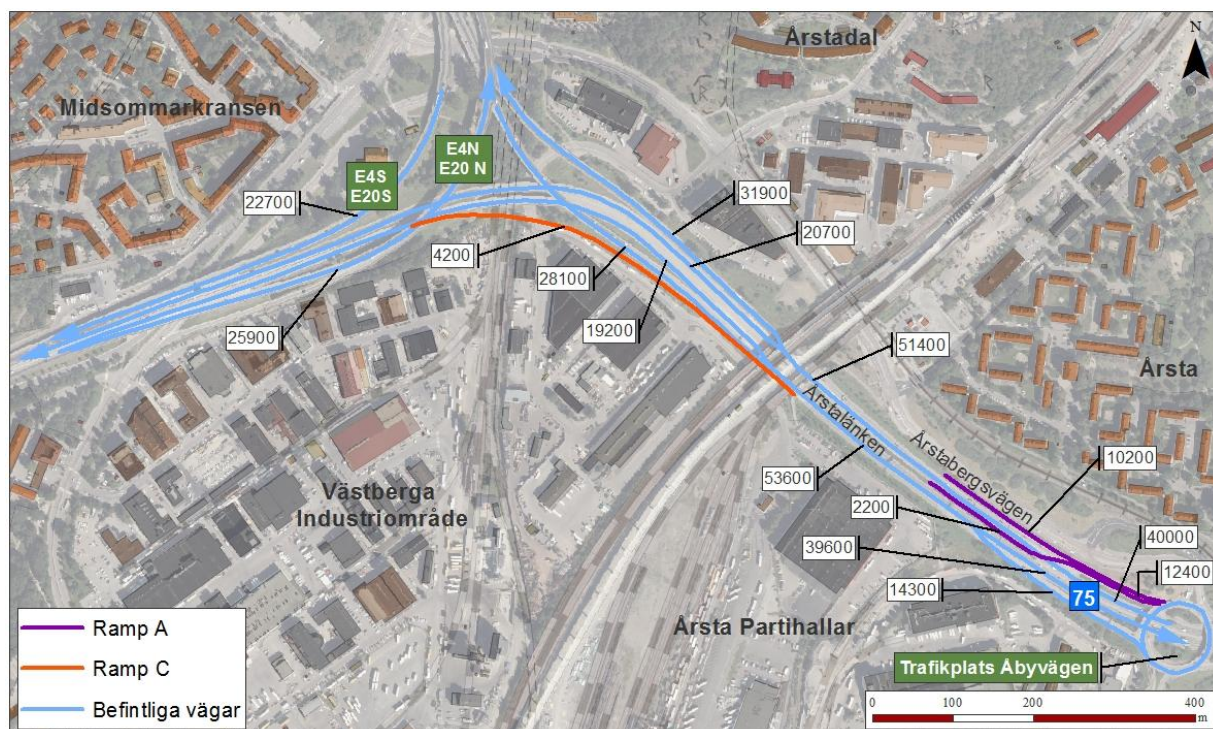 Årstadal
N
Midsommarkransen
E4N
E20 N
E4S
E20S
22700
31900
20700
4200
28100
19200
25900
51400
Årsta
Årstalänken
Årstabergsvägen
10200
53600
2200
Västberga
Industriområde
39600
40000
12400
14300
75
Årsta Partihallar
Trafikplats Åbyvägen
Ramp A
Ramp C
Befintliga vägar
0 100 200 400
m